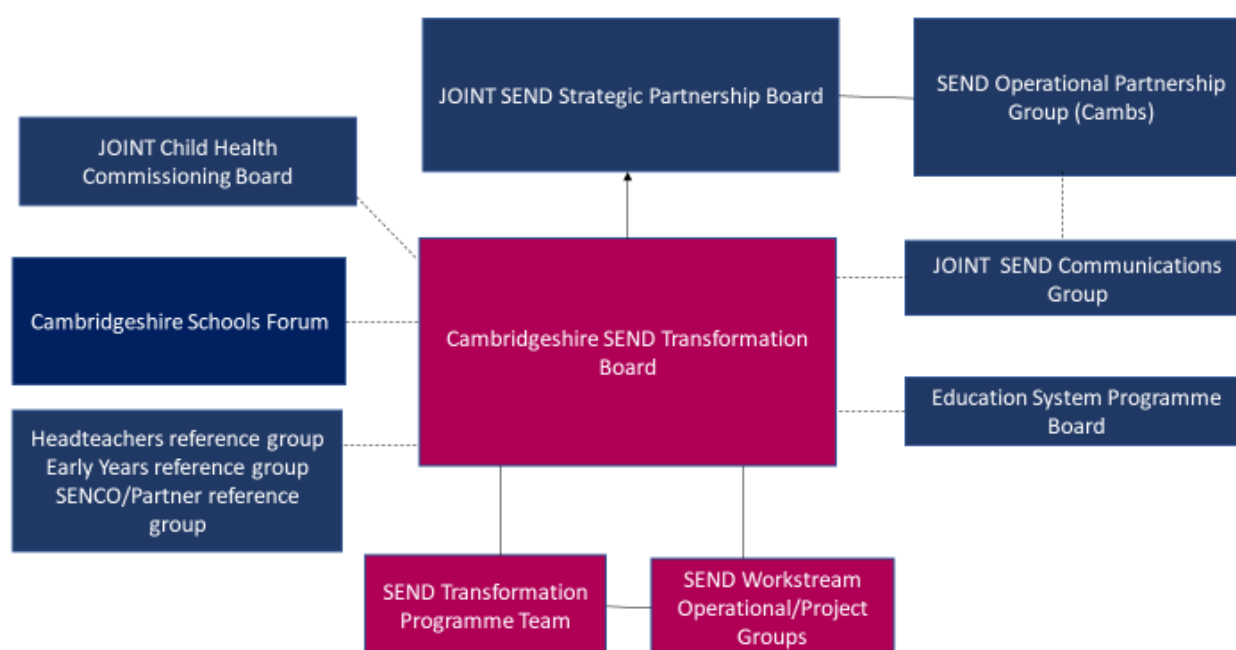 JOINT SEND Strategic Partnership Board
SEND Operational Partnership
Group (Cambs)
JOINT Child Health
Commissioning Board
JOINT  SEND Communications
Group
Cambridgeshire Schools Forum
Cambridgeshire SEND Transformation
Board
Education System Programme
Board
Headteachers reference group
Early Years reference group
SENCO/Partner reference
group
SEND Transformation
Programme Team
SEND Workstream
Operational/Project
Groups